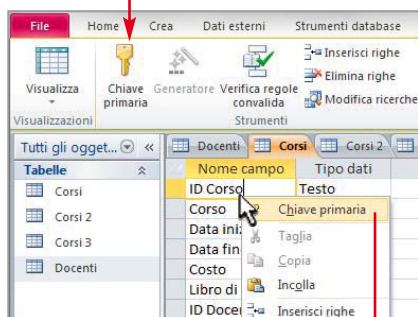 File Home Crea Dati esterni Strumenti database
Visualizza
Chiave primaria
Generatore
Verifica regole convalida
Inserisci righe
Elimina righe
Modifica ricerche
Visualizzazioni Strumenti
Tutti gli ogget... «
Docenti Corsi Corsi 2
Tabelle
Corsi
Corsi 2
Corsi 3
Docenti
Nome campo Tipo dati
ID Corso Testo
Corso
Data ini
Data fin
Costo
Libro di
ID Docen
Chiave primaria
Taglia
Copia
Incolla
Inserisci righe